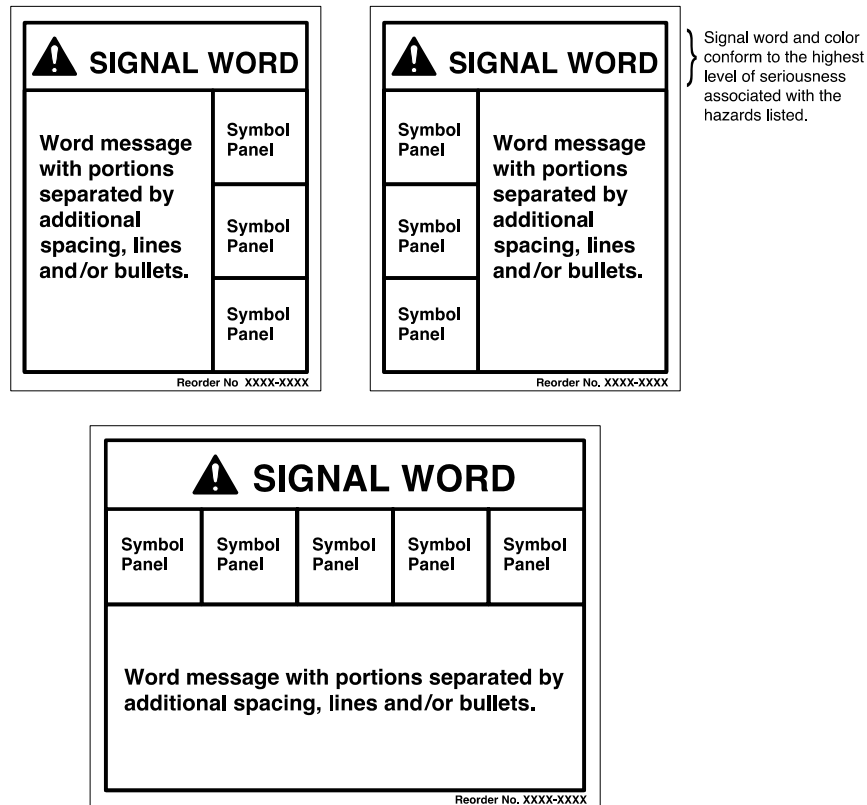 SIGNAL WORD
Word message
with portions
separated by
additional
spacing, lines
and/or bullets.
Symbol
Panel
Symbol
Panel
Symbol
Panel
Reorder No XXXX-XXXX
SIGNAL WORD
Symbol
Panel
Symbol
Panel
Symbol
Panel
Word message
with portions
separated by
additional
spacing, lines
and/or bullets.
Reorder No. XXXX-XXXX
Signal word and color
conform to the highest
level of seriousness
associated with the
hazards listed.
SIGNAL WORD
Symbol
Panel
Symbol
Panel
Symbol
Panel
Symbol
Panel
Symbol
Panel
Word message with portions separated by
additional spacing, lines and/or bullets.
Reorder No. XXXX-XXXX